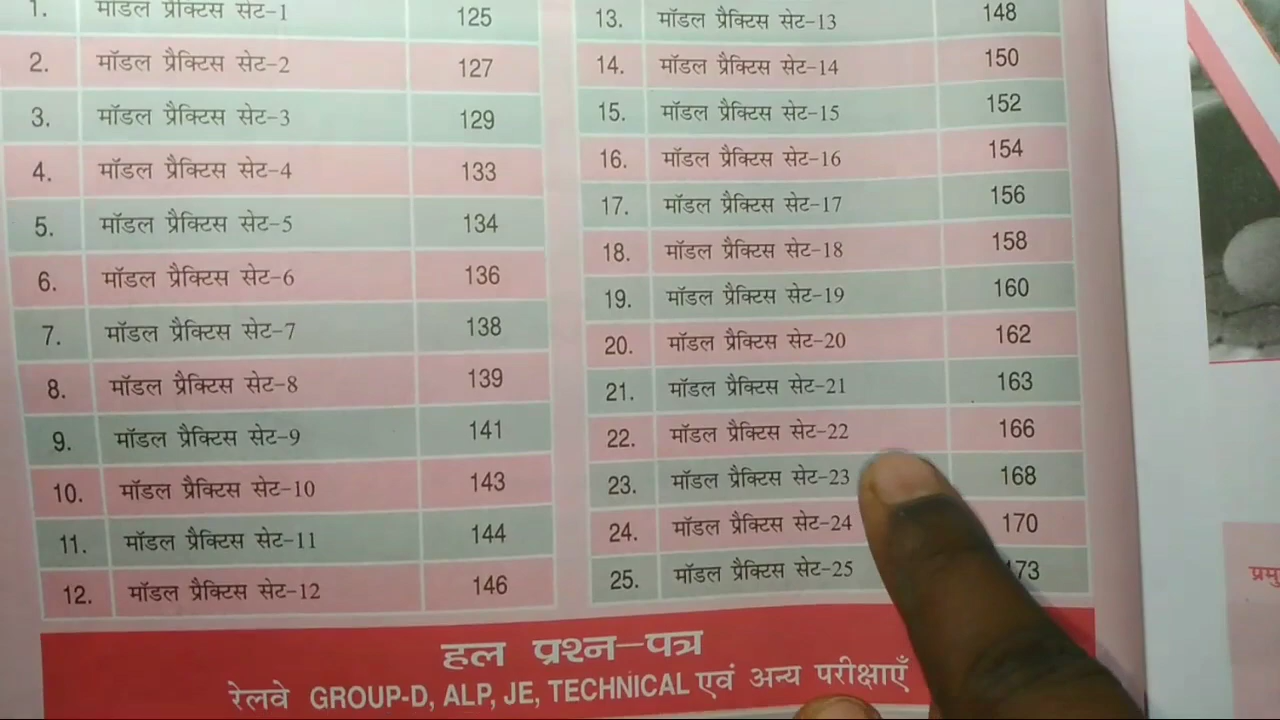 1. मॉडल प्रैक्टिस सेट-1 125
2. मॉडल प्रैक्टिस सेट-2 127
3. मॉडल प्रैक्टिस सेट-3 129
4. मॉडल प्रैक्टिस सेट-4 133
5. मॉडल प्रैक्टिस सेट-5 134
6. मॉडल प्रैक्टिस सेट-6 136
7. मॉडल प्रैक्टिस सेट-7 138
8. मॉडल प्रैक्टिस सेट-8 139
9. मॉडल प्रैक्टिस सेट-9 141
10. मॉडल प्रैक्टिस सेट-10 143
11. मॉडल प्रैक्टिस सेट-11 144
12. मॉडल प्रैक्टिस सेट-12 146
13. मॉडल प्रैक्टिस सेट-13 148
14. मॉडल प्रैक्टिस सेट-14 150
15. मॉडल प्रैक्टिस सेट-15 152
16. मॉडल प्रैक्टिस सेट-16 154
17. मॉडल प्रैक्टिस सेट-17 156
18. मॉडल प्रैक्टिस सेट-18 158
19. मॉडल प्रैक्टिस सेट-19 160
20. मॉडल प्रैक्टिस सेट-20 162
21. मॉडल प्रैक्टिस सेट-21 163
22. मॉडल प्रैक्टिस सेट-22 166
23. मॉडल प्रैक्टिस सेट-23 168
24. मॉडल प्रैक्टिस सेट-24 170
25. मॉडल प्रैक्टिस सेट-25 173
हल प्रश्न-पत्र
रेलवे GROUP-D, ALP, JE, TECHNICAL एवं अन्य परीक्षाएँ